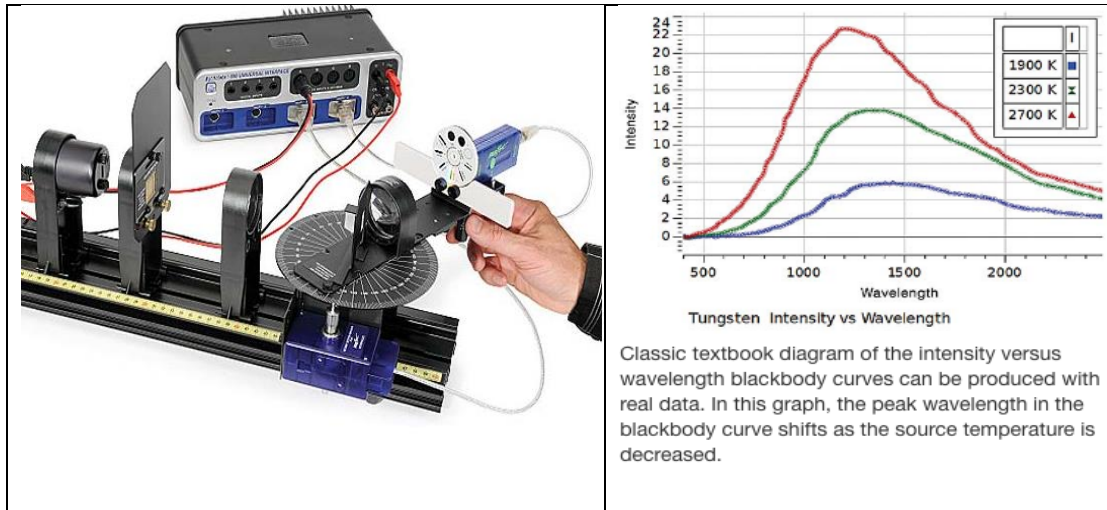 UNIVERSAL INTERFACE
24
22
20
18
16
14
12
10
8
6
4
2
0
Intensity
I
1900 K
2300 K
2700 K
500 1000 1500 2000
Wavelength
Tungsten Intensity vs Wavelength
Classic textbook diagram of the intensity versus
wavelength blackbody curves can be produced with
real data. In this graph, the peak wavelength in the
blackbody curve shifts as the source temperature is
decreased.